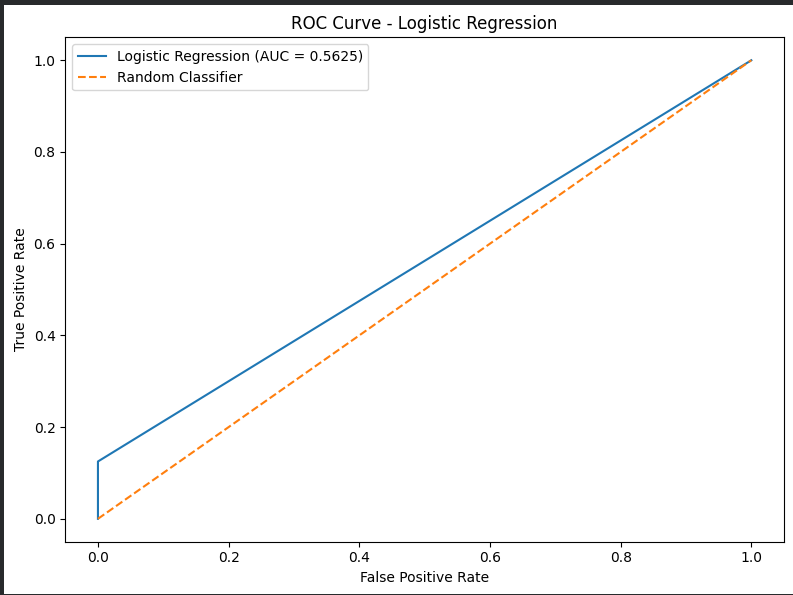 ROC Curve - Logistic Regression
Logistic Regression (AUC = 0.5625)
Random Classifier
True Positive Rate
1.0
0.8
0.6
0.4
0.2
0.0
0.0 0.2 0.4 0.6 0.8 1.0
False Positive Rate